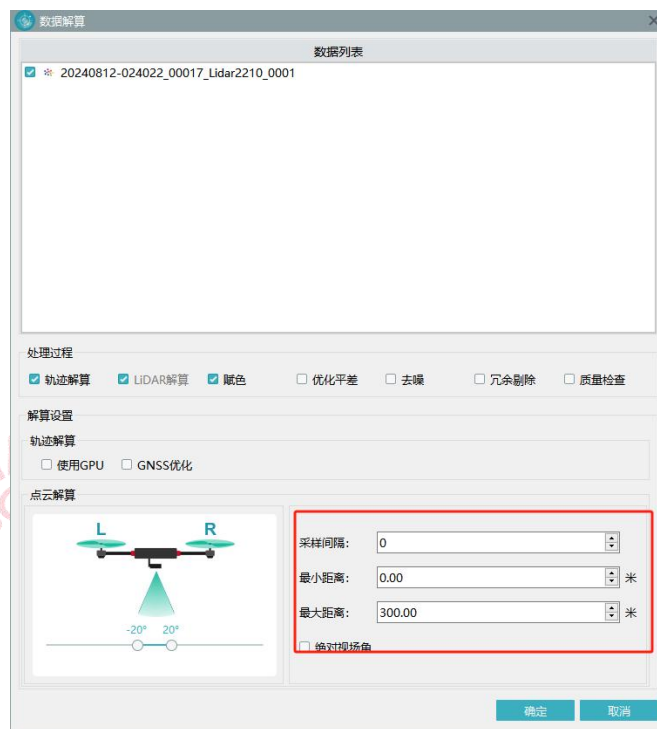 数据解算
数据列表
20240812-024022_00017_Lidar2210_0001
处理过程
轨迹解算 LiDAR解算 赋色 优化平差 去噪 冗余剔除 质量检查
解算设置
轨迹解算
使用GPU GNSS优化
点云解算
L R
-20° 20°
采样间隔: 0
最小距离: 0.00 米
最大距离: 300.00 米
绝对视场角
确定 取消